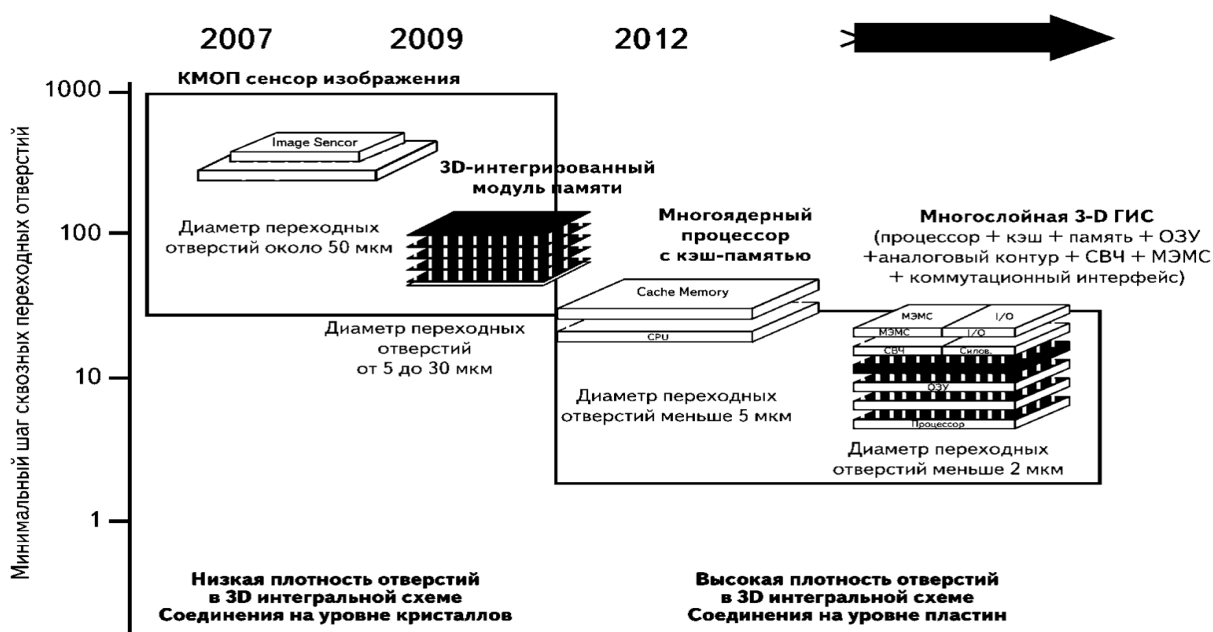 2007
2009
2012
КМОП сенсор изображения
1000
100
10
1
Минимальный шаг сквозных переходных отверстий
Image Sencor
Диаметр переходных
отверстий около 50 мкм
3D-интегрированный
модуль памяти
Диаметр переходных
отверстий
от 5 до 30 мкм
Многоядерный
процессор
с кэш-памятью
Cache Memory
CPU
Диаметр переходных
отверстий меньше 5 мкм
Многослойная 3-D ГИС
(процессор + кэш + память + ОЗУ
+аналоговый контур + СВЧ + МЭМС
+ коммутационный интерфейс)
МЭМС
I/O
МЭМС
I/O
СВЧ
Силов.
ОЗУ
Процессор
Диаметр переходных
отверстий меньше 2 мкм
Низкая плотность отверстий
в 3D интегральной схеме
Соединения на уровне кристаллов
Высокая плотность отверстий
в 3D интегральной схеме
Соединения на уровне пластин